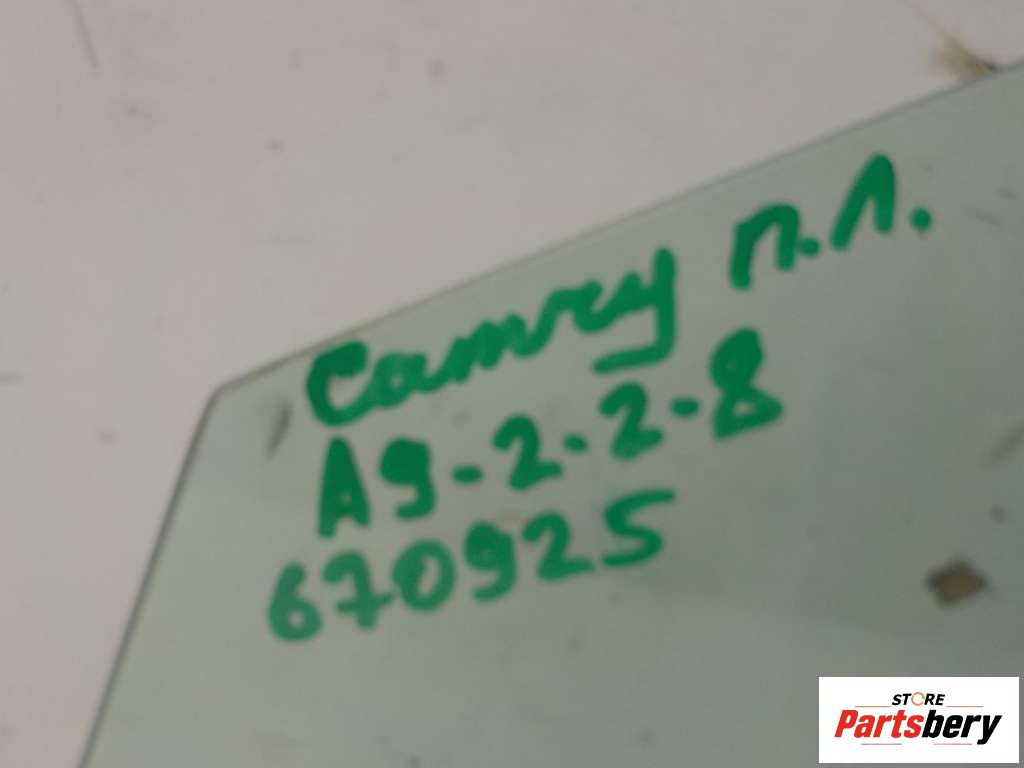 Camry П.Л.
A9-2-2-8
670925
STORE
Partsbery